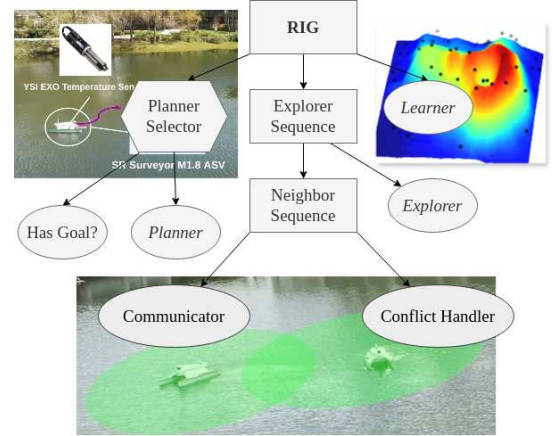 RIG
YSI EXO Temperature Sen
Planner
Selector
SR Surveyor M1.8 ASV
Explorer
Sequence
Learner
Neighbor
Sequence
Has Goal?
Planner
Explorer
Communicator
Conflict Handler